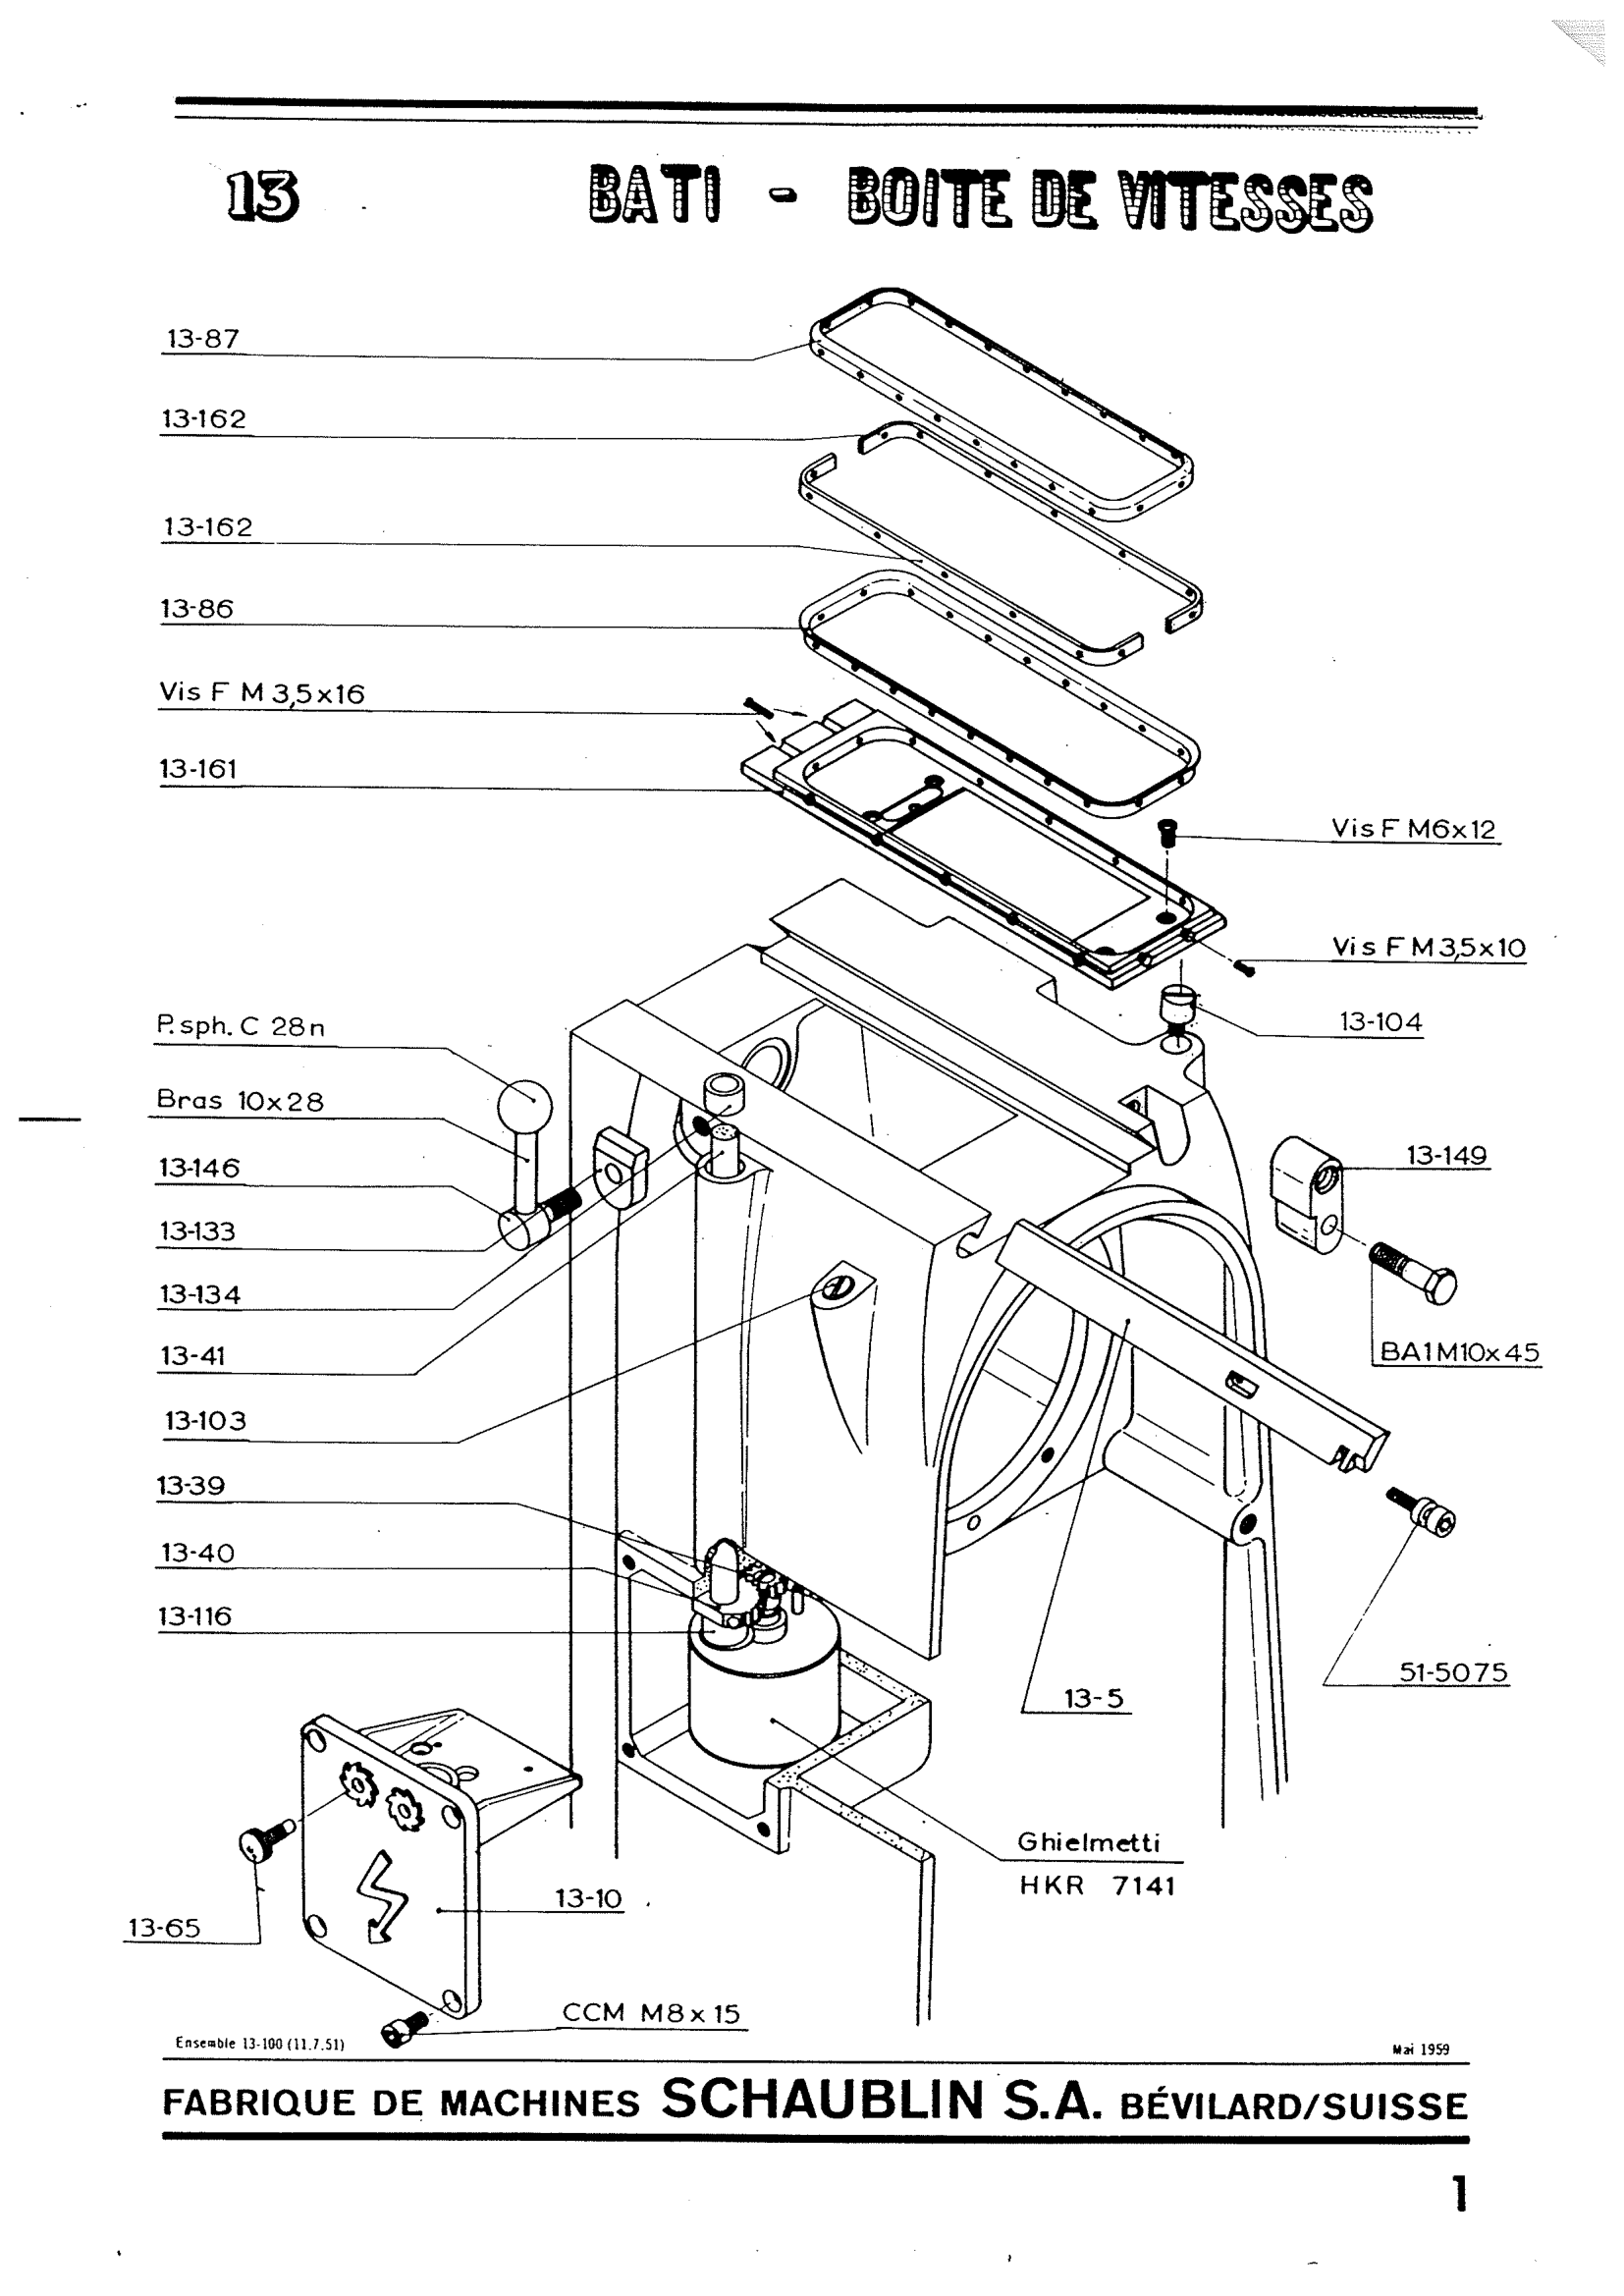 13
BATI - BOITE DE VITESSES
13-87
13-162
13-162
13-86
Vis F M 3,5x16
13-161
Vis F M6x12
Vis F M3,5x10
13-104
P.sph. C 28n
Bras 10x28
13-146
13-133
13-134
13-41
13-103
13-39
13-40
13-116
13-149
BA1M10x45
51-5075
13-5
Ghielmetti
HKR 7141
13-10
13-65
CCM M8x15
Ensemble 13-100 (11.7.51)
Mai 1959
FABRIQUE DE MACHINES SCHAUBLIN S.A. BÉVILARD/SUISSE
1